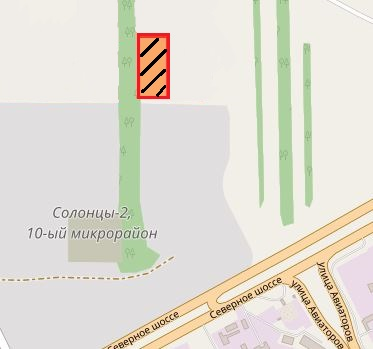 Солонцы-2,
10-ый микрорайон
Северное шоссе
Северное шоссе
улица Авиаторов
улица Авиаторов